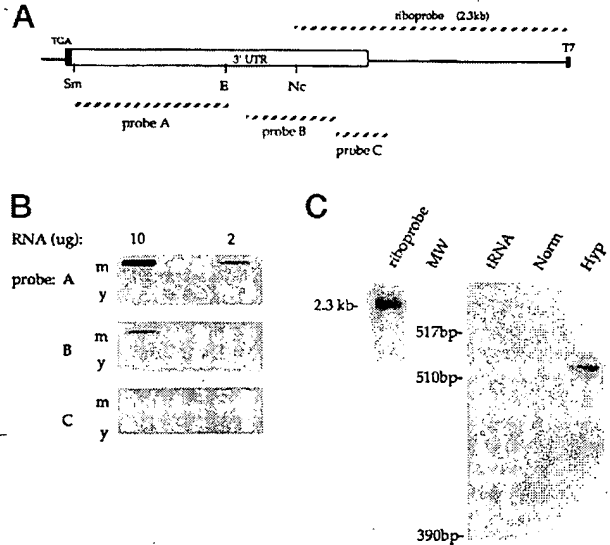 A
riboprobe (2.3kb)
TGA
T7
3' UTR
Sm
E
Nc
probe A
probe B
probe C
B
RNA (ug): 10 2
probe: A
m
y
B
m
y
C
m
y
C
riboprobe
MW
tRNA
Norm
Hyp
2.3 kb-
517bp-
510bp-
390bp-